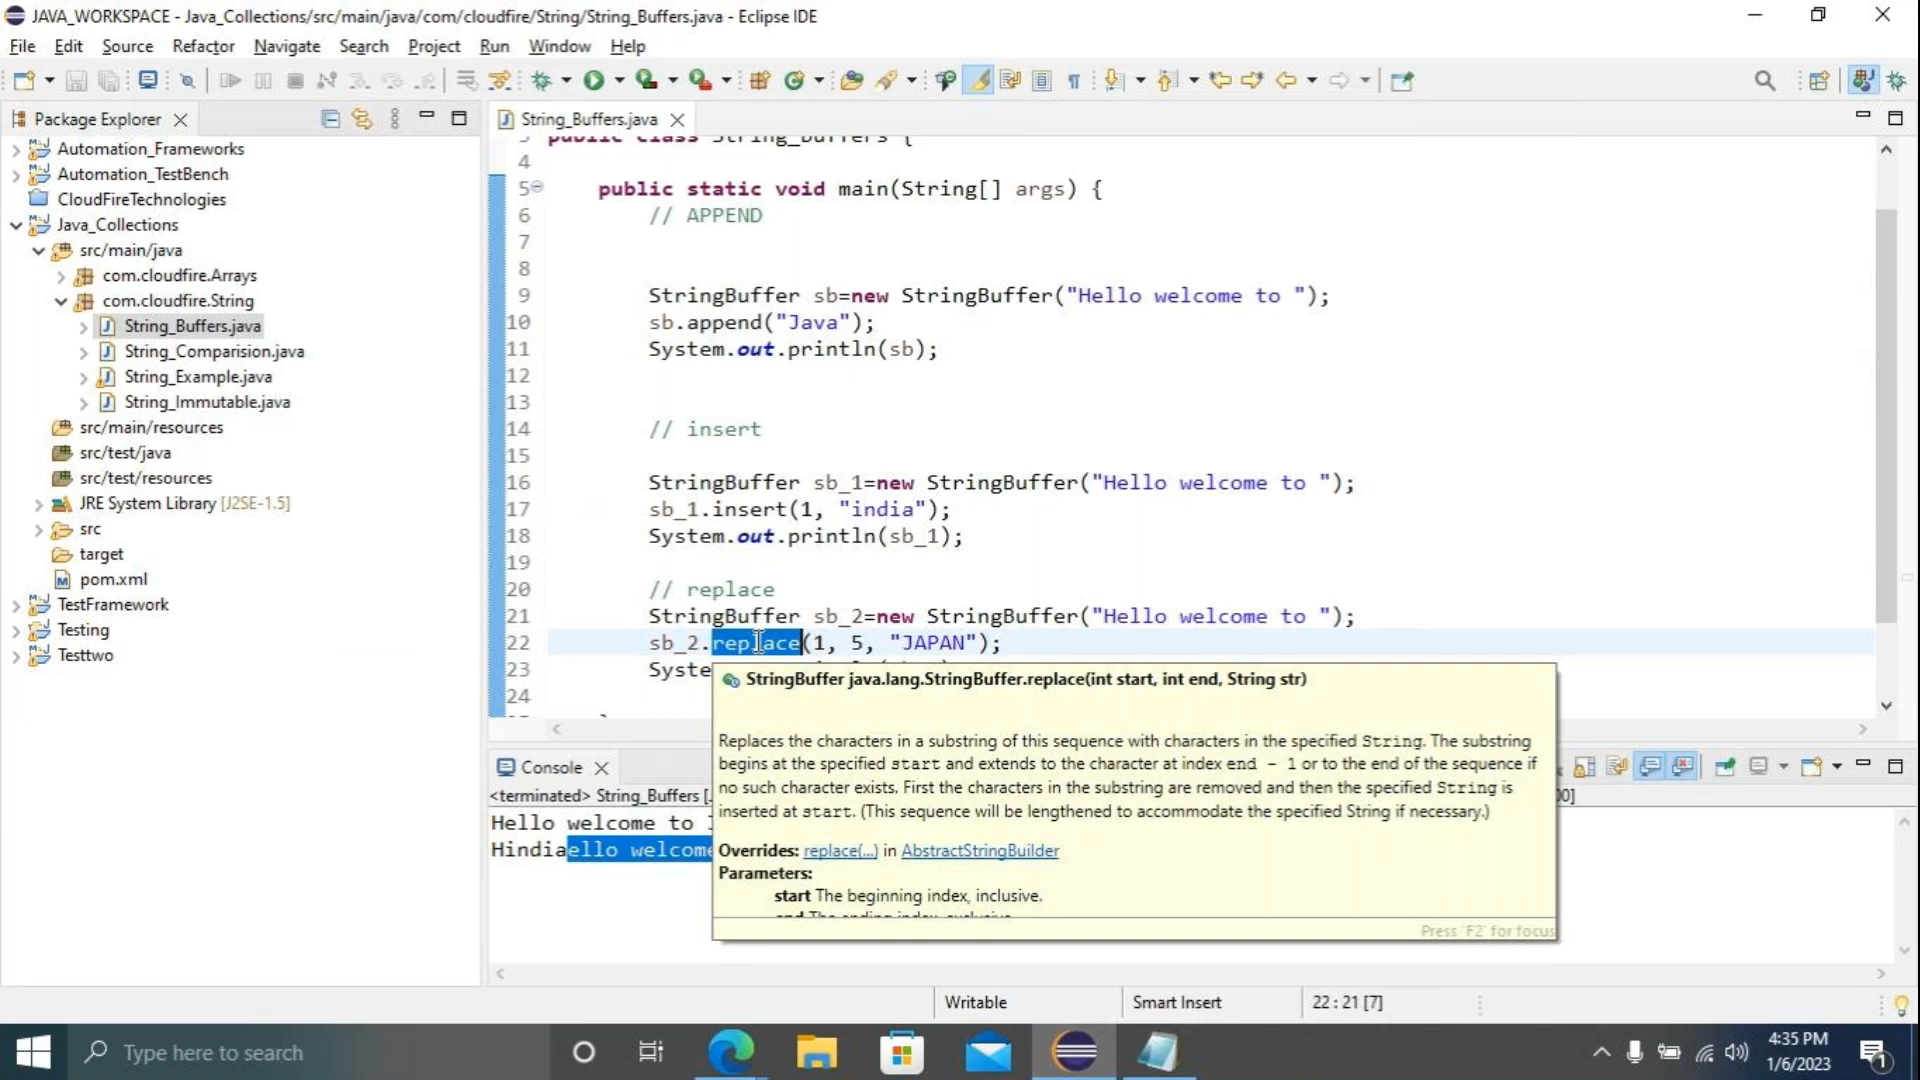 JAVA_WORKSPACE - Java_Collections/src/main/java/com/cloudfire/String/String_Buffers.java - Eclipse IDE
File Edit Source Refactor Navigate Search Project Run Window Help
Package Explorer
Automation_Frameworks
Automation_TestBench
CloudFireTechnologies
Java_Collections
src/main/java
com.cloudfire.Arrays
com.cloudfire.String
String_Buffers.java
String_Comparision.java
String_Example.java
String_Immutable.java
src/main/resources
src/test/java
src/test/resources
JRE System Library [J2SE-1.5]
src
target
pom.xml
TestFramework
Testing
Testtwo
String_Buffers.java
3 public class String_Buffers {
4
5 public static void main(String[] args) {
6 // APPEND
7
8
9 StringBuffer sb=new StringBuffer("Hello welcome to ");
10 sb.append("Java");
11 System.out.println(sb);
12
13
14 // insert
15
16 StringBuffer sb_1=new StringBuffer("Hello welcome to ");
17 sb_1.insert(1, "india");
18 System.out.println(sb_1);
19
20 // replace
21 StringBuffer sb_2=new StringBuffer("Hello welcome to ");
22 sb_2.replace(1, 5, "JAPAN");
23 Syste
24
StringBuffer java.lang.StringBuffer.replace(int start, int end, String str)
Replaces the characters in a substring of this sequence with characters in the specified String. The substring
begins at the specified start and extends to the character at index end - 1 or to the end of the sequence if
no such character exists. First the characters in the substring are removed and then the specified String is
inserted at start. (This sequence will be lengthened to accommodate the specified String if necessary.)
Overrides: replace(...) in AbstractStringBuilder
Parameters:
start The beginning index, inclusive.
end The ending index, exclusive.
Press 'F2' for focus
Console
<terminated> String_Buffers [
Hello welcome to
Hindiaello welcome
Writable Smart Insert 22 : 21 [7]
Type here to search
4:35 PM
1/6/2023
1